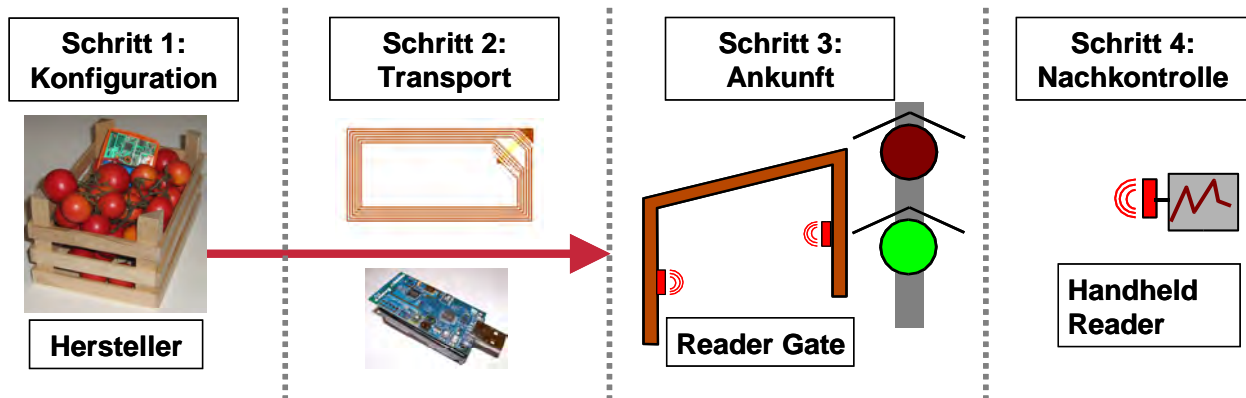 Schritt 1:
Konfiguration
Hersteller
Schritt 2:
Transport
Schritt 3:
Ankunft
Reader Gate
Schritt 4:
Nachkontrolle
Handheld
Reader